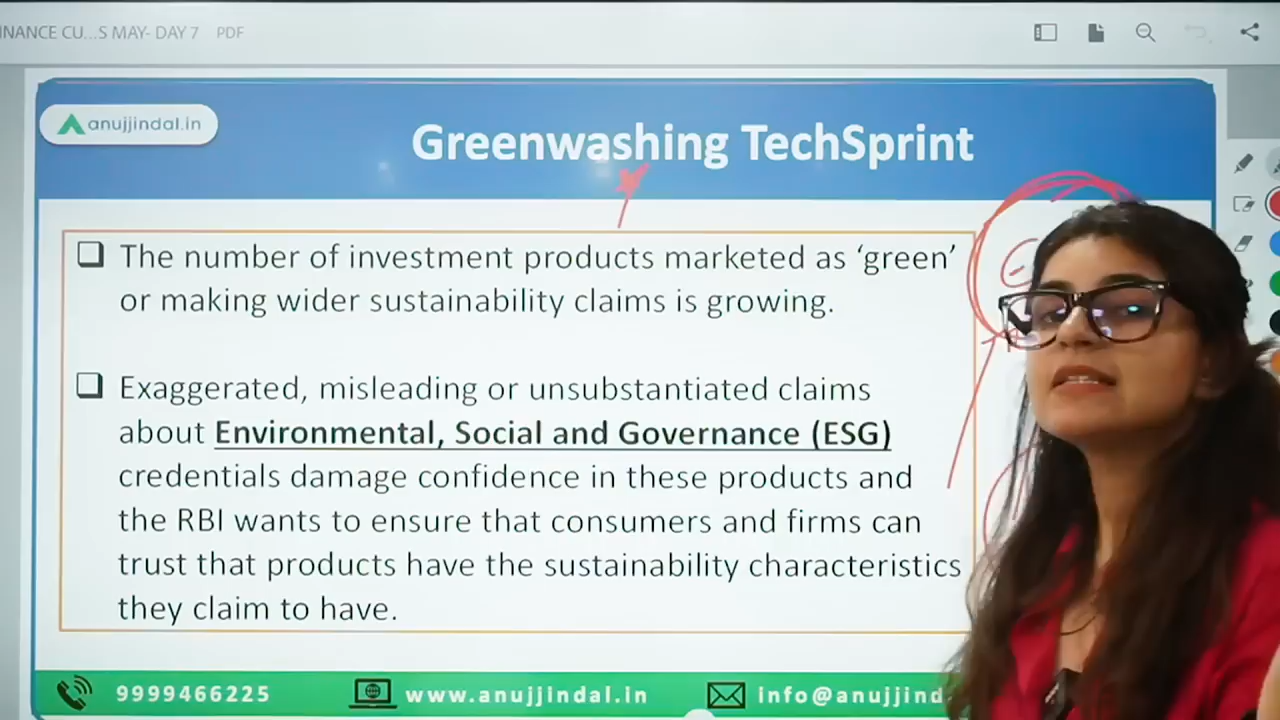 INANCE CU...S MAY- DAY 7 PDF
anujjindal.in
Greenwashing TechSprint
❑ The number of investment products marketed as ‘green’
or making wider sustainability claims is growing.
❑ Exaggerated, misleading or unsubstantiated claims
about Environmental, Social and Governance (ESG)
credentials damage confidence in these products and
the RBI wants to ensure that consumers and firms can
trust that products have the sustainability characteristics
they claim to have.
9999466225 www.anujjindal.in info@anujjind